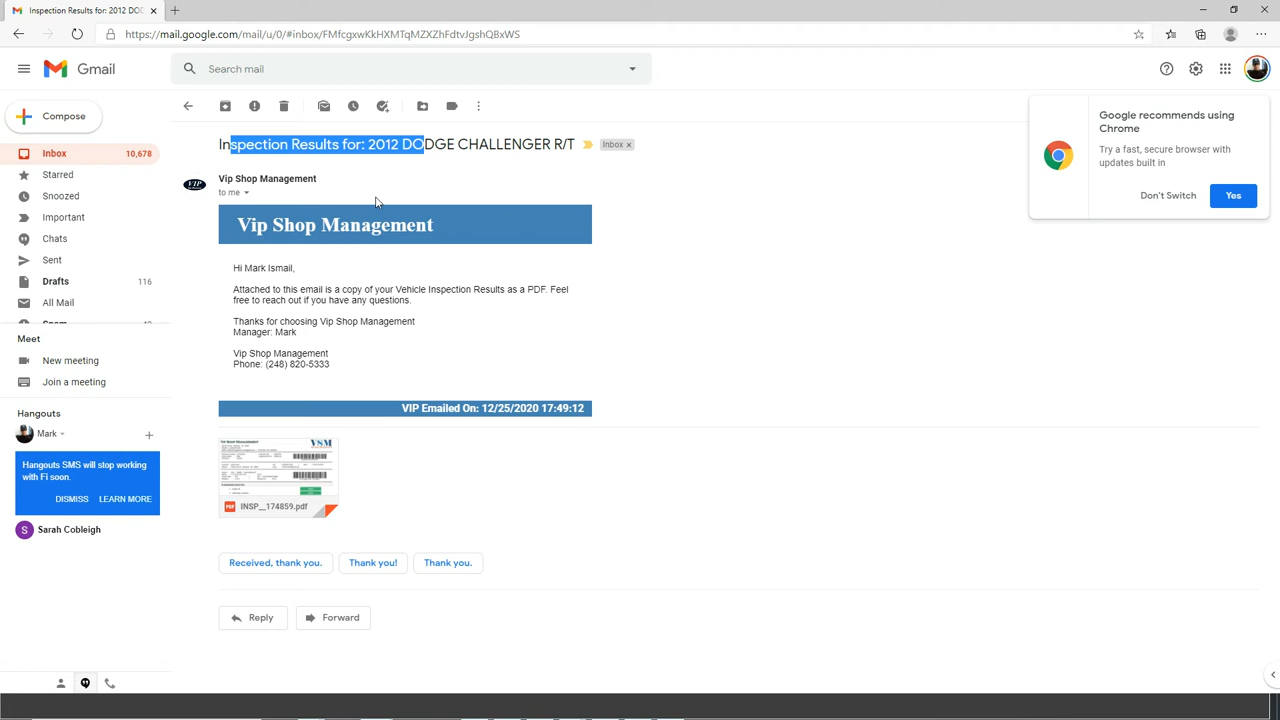 Inspection Results for: 2012 DOD
https://mail.google.com/mail/u/0/#inbox/FMfcgxwKkHXMTqMZXZhFdtvJgshQBxWS
Gmail
Search mail
Compose
Inbox 10,678
Starred
Snoozed
Important
Chats
Sent
Drafts 116
All Mail
Meet
New meeting
Join a meeting
Hangouts
Mark
Hangouts SMS will stop working
with Fi soon.
DISMISS LEARN MORE
S Sarah Cobleigh
Inspection Results for: 2012 DODGE CHALLENGER R/T Inbox x
VIP
Vip Shop Management
to me
Vip Shop Management
Hi Mark Ismail,
Attached to this email is a copy of your Vehicle Inspection Results as a PDF. Feel
free to reach out if you have any questions.
Thanks for choosing Vip Shop Management
Manager: Mark
Vip Shop Management
Phone: (248) 820-5333
VIP Emailed On: 12/25/2020 17:49:12
VSM
PDF INSP__174859.pdf
Received, thank you. Thank you! Thank you.
Reply Forward
Google recommends using
Chrome
Try a fast, secure browser with
updates built in
Don't Switch Yes